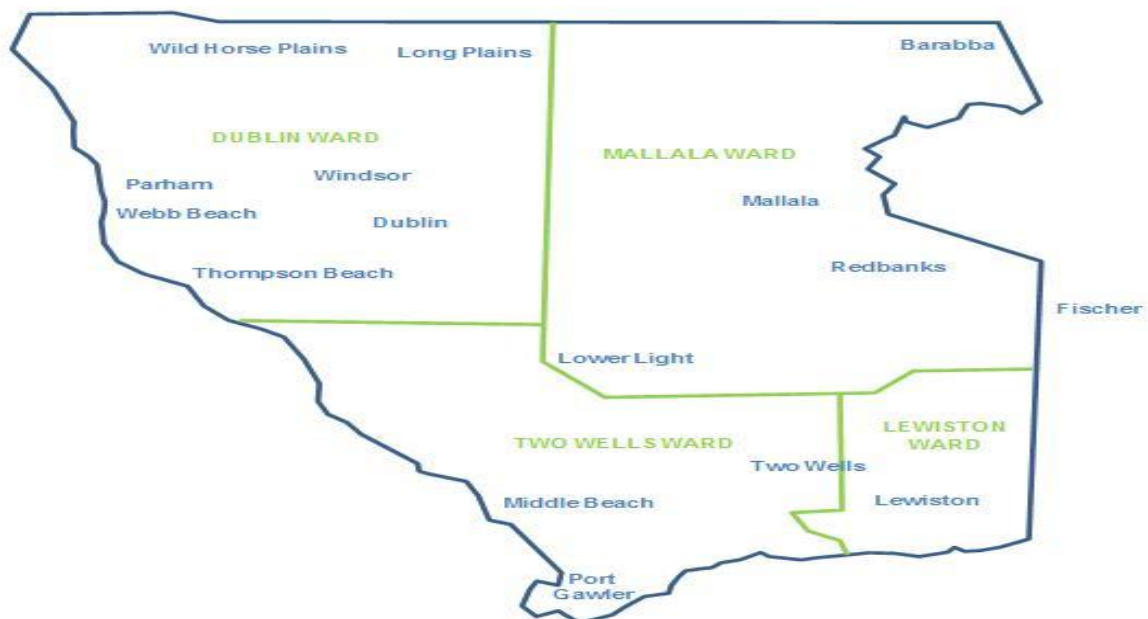 Wild Horse Plains
Long Plains
Barabba
DUBLIN WARD
MALLALA WARD
Windsor
Parham
Mallala
Webb Beach
Dublin
Thompson Beach
Redbanks
Fischer
Lower Light
TWO WELLS WARD
LEWISTON
WARD
Two Wells
Middle Beach
Lewiston
Port
Gawler